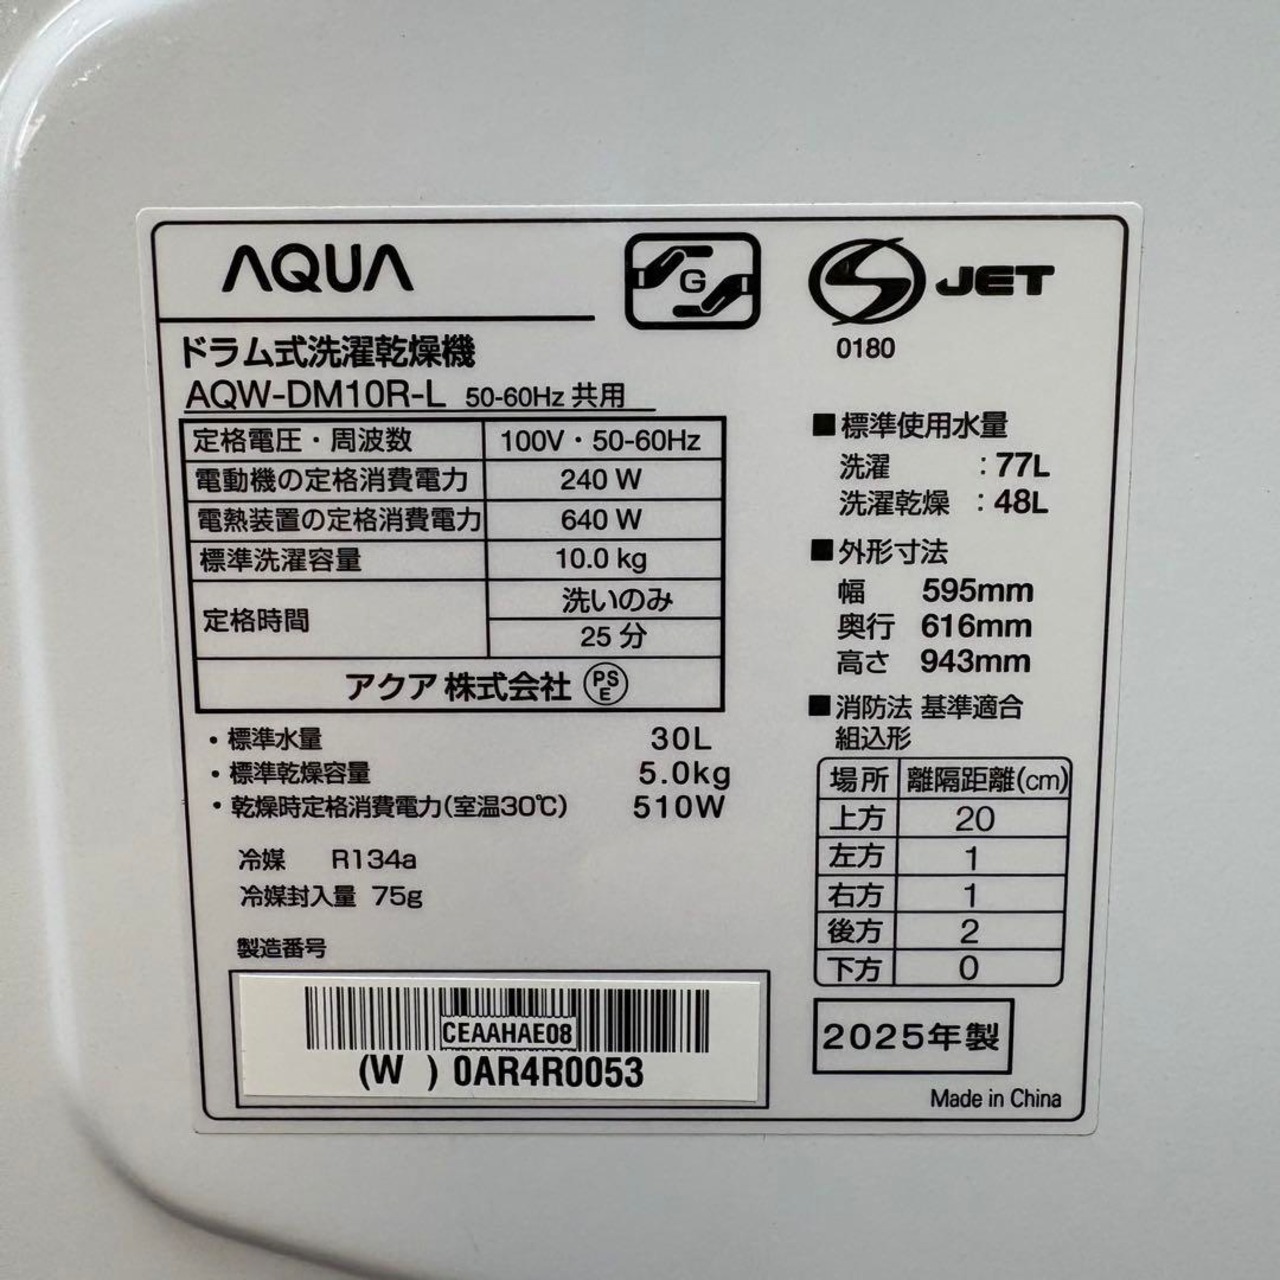 AQUA
G
JET
0180
ドラム式洗濯乾燥機
AQW-DM10R-L 50-60Hz 共用
定格電圧・周波数 100V・50-60Hz
電動機の定格消費電力 240 W
電熱装置の定格消費電力 640 W
標準洗濯容量 10.0 kg
定格時間 洗いのみ
25 分
アクア 株式会社 PSE
・標準水量 30L
・標準乾燥容量 5.0kg
・乾燥時定格消費電力(室温30℃) 510W
冷媒 R134a
冷媒封入量 75g
製造番号
CEAAHAE08
(W ) 0AR4R0053
■標準使用水量
洗濯 :77L
洗濯乾燥 :48L
■外形寸法
幅 595mm
奥行 616mm
高さ 943mm
■消防法 基準適合
組込形
場所 離隔距離(cm)
上方 20
左方 1
右方 1
後方 2
下方 0
2025年製
Made in China